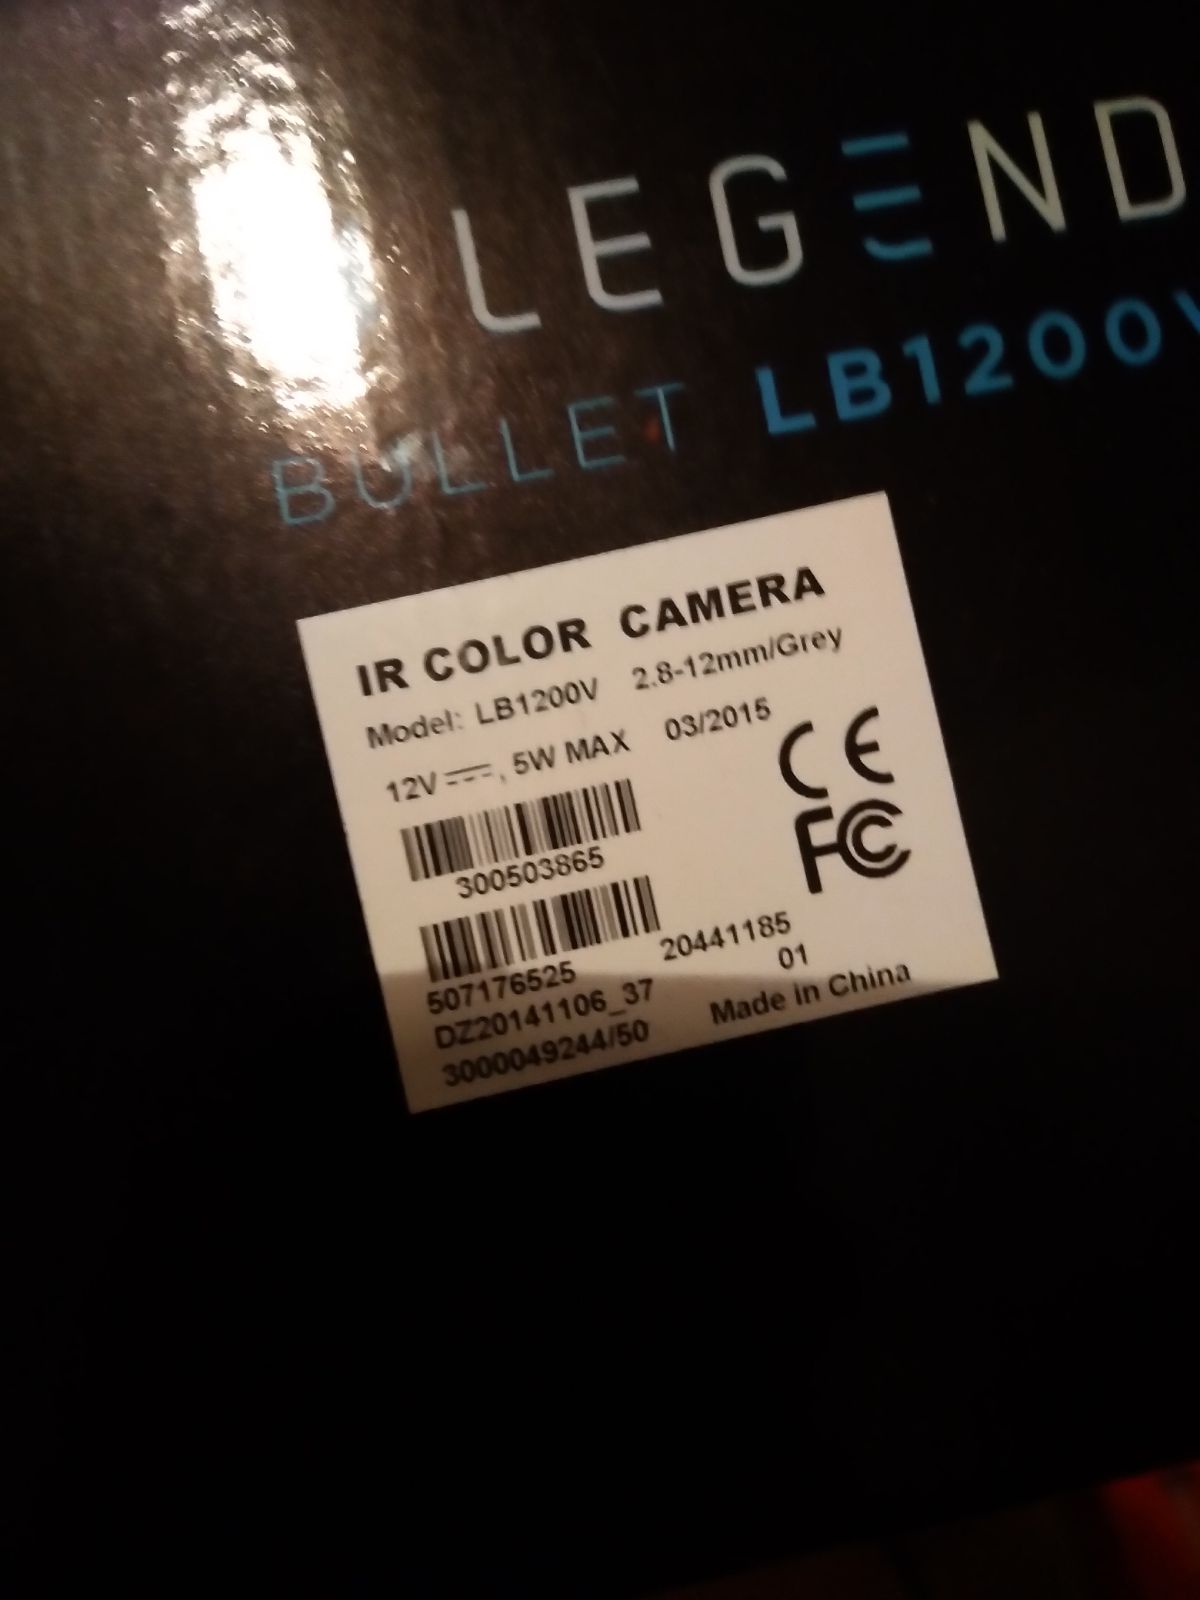 LEGEND
BULLET LB1200V
IR COLOR CAMERA
Model: LB1200V 2.8-12mm/Grey
12V⎓, 5W MAX 03/2015
CE
FC
300503865
507176525 20441185
DZ20141106_37 01
3000049244/50 Made in China